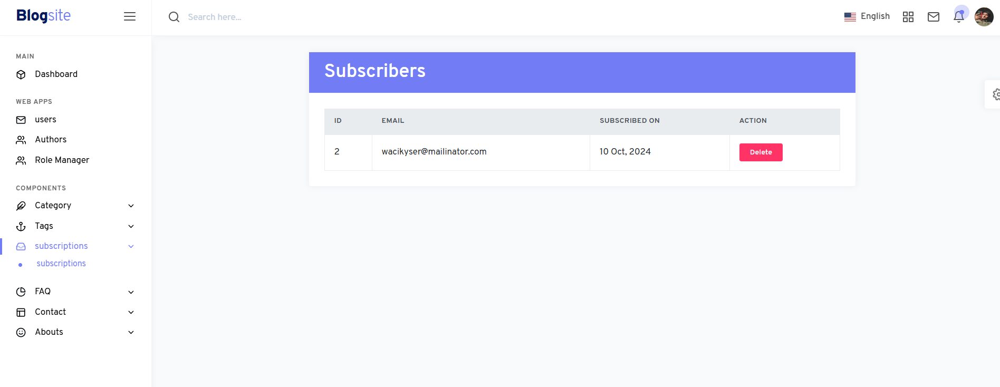 Blogsite
Search here...
English
MAIN
Dashboard
WEB APPS
users
Authors
Role Manager
COMPONENTS
Category
Tags
subscriptions
subscriptions
FAQ
Contact
Abouts
Subscribers
ID EMAIL SUBSCRIBED ON ACTION
2 wacikyser@mailinator.com 10 Oct, 2024 Delete